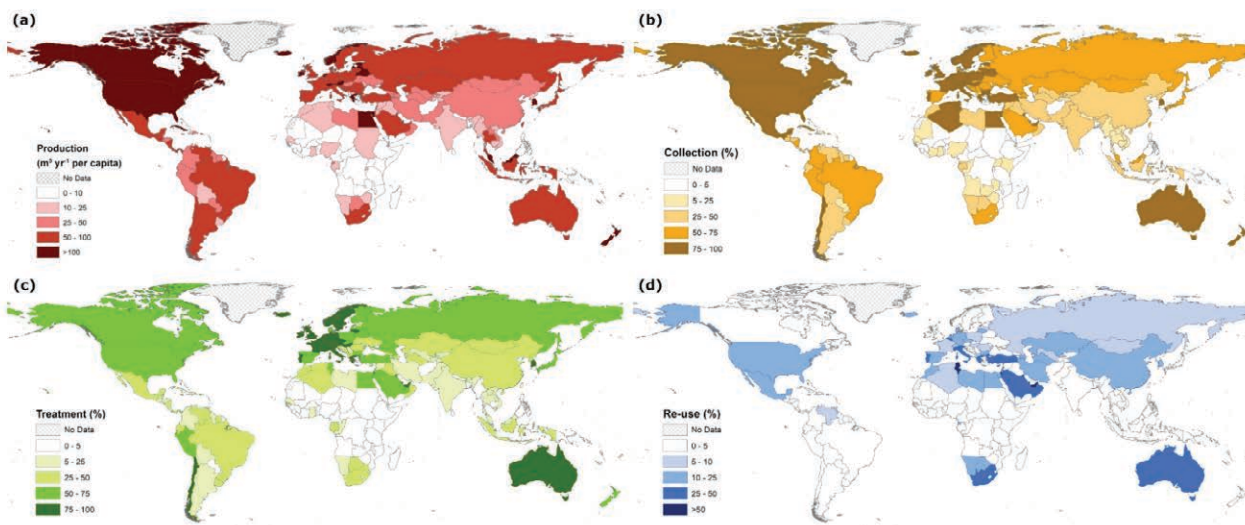 (a)
Production
(m³ yr⁻¹ per capita)
No Data
0 - 10
10 - 25
25 - 50
50 - 100
>100
(b)
Collection (%)
No Data
0 - 5
5 - 25
25 - 50
50 - 75
75 - 100
(c)
Treatment (%)
No Data
0 - 5
5 - 25
25 - 50
50 - 75
75 - 100
(d)
Re-use (%)
No Data
0 - 5
5 - 10
10 - 25
25 - 50
>50